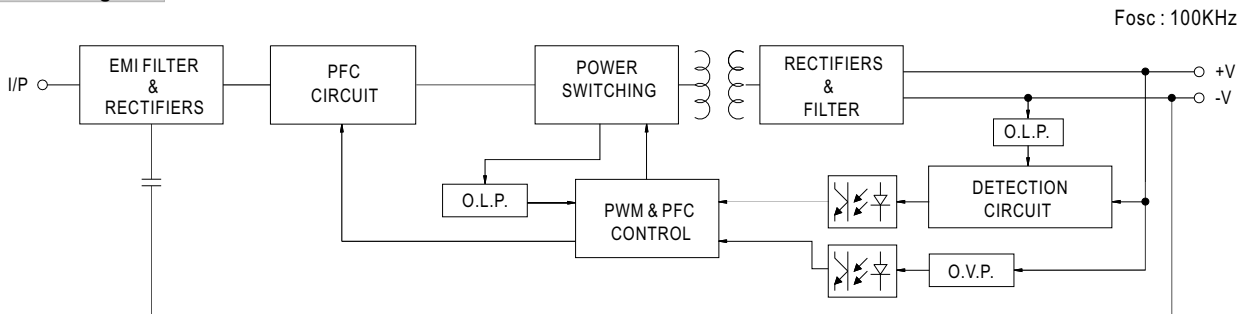 Fosc : 100KHz
I/P
EMI FILTER
&
RECTIFIERS
PFC
CIRCUIT
POWER
SWITCHING
RECTIFIERS
&
FILTER
+V
-V
O.L.P.
O.L.P.
PWM & PFC
CONTROL
DETECTION
CIRCUIT
O.V.P.